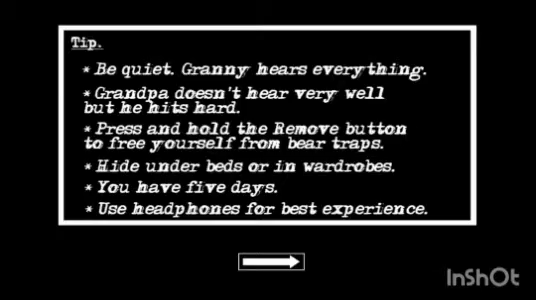 Tip.
* Be quiet. Granny hears everything.
* Grandpa doesn't hear very well
but he hits hard.
* Press and hold the Remove button
to free yourself from bear traps.
* Hide under beds or in wardrobes.
* You have five days.
* Use headphones for best experience.
InShOt